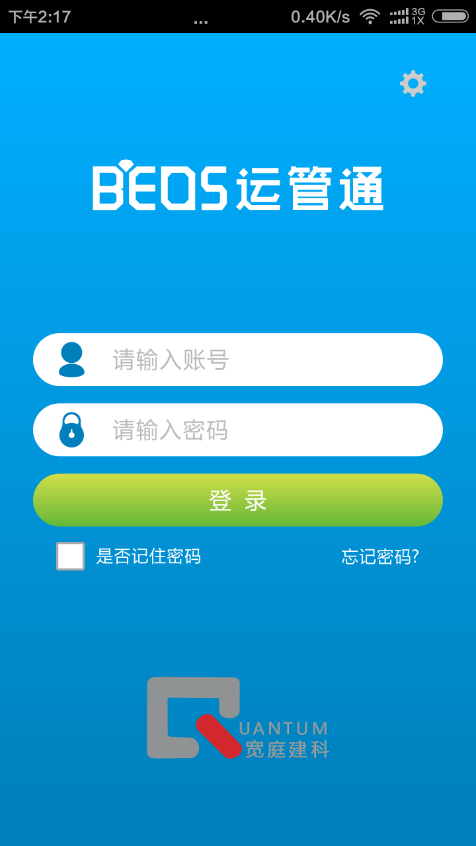 下午2:17
...
0.40K/s
3G
1X
BEOS运管通
请输入账号
请输入密码
登 录
是否记住密码
忘记密码?
QUANTUM
宽庭建科